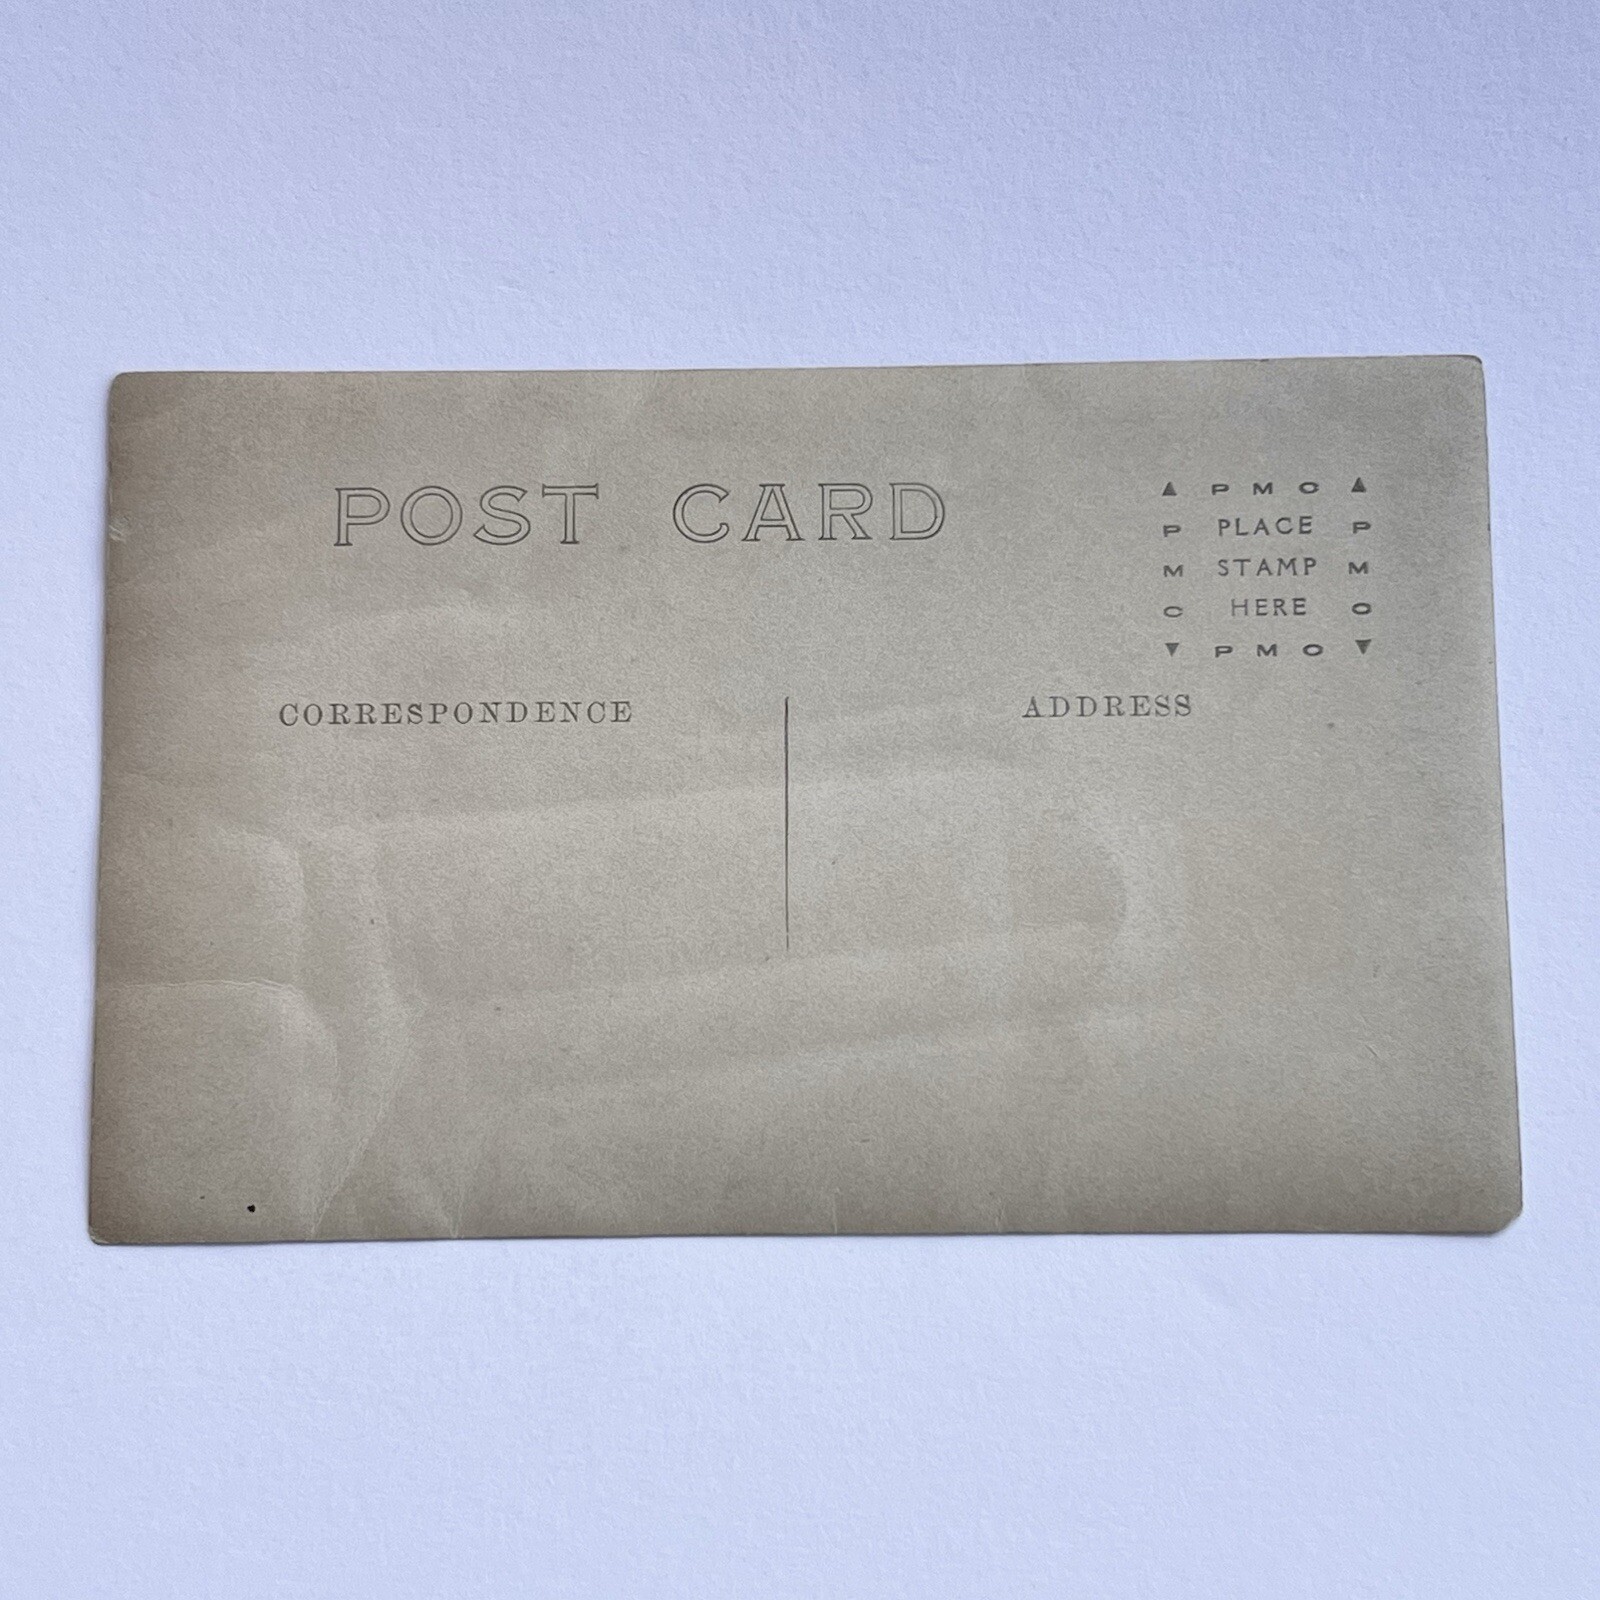 POST CARD
▲ P M C ▲
P PLACE P
M STAMP M
C HERE O
▼ P M O ▼
CORRESPONDENCE
ADDRESS